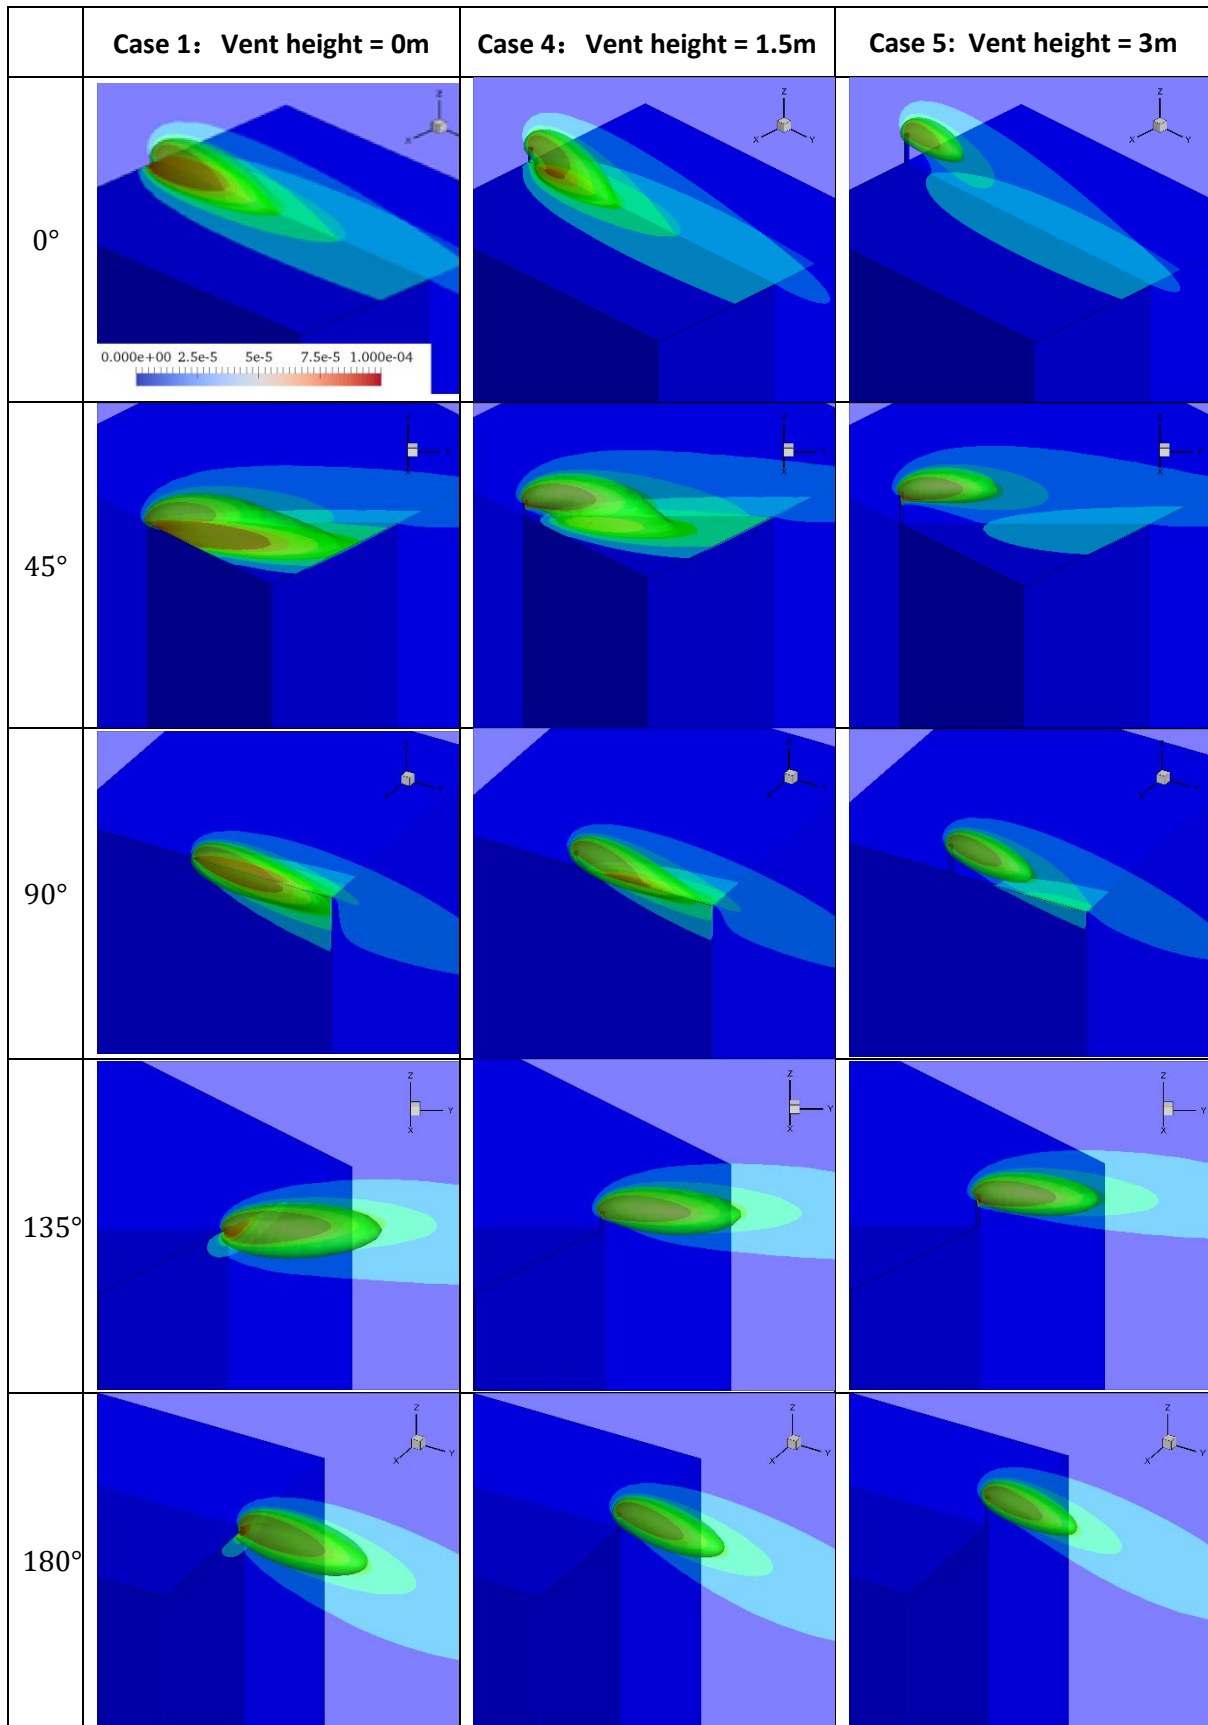 Case 1： Vent height = 0m
Case 4： Vent height = 1.5m
Case 5: Vent height = 3m
0°
Z
X
Y
Z
X
Y
0.000e+00 2.5e-5 5e-5 7.5e-5 1.000e-04
45°
Z
X
Y
Z
X
Y
Z
X
Y
90°
Z
X
Y
Z
X
Y
Z
X
Y
135°
Z
X
Y
Z
X
Y
Z
X
Y
180°
Z
X
Y
Z
X
Y
Z
X
Y